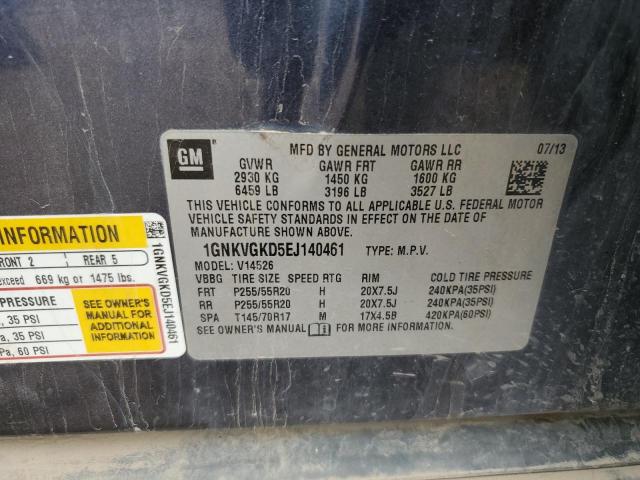 GM
MFD BY GENERAL MOTORS LLC 07/13
GVWR GAWR FRT GAWR RR
2930 KG 1450 KG 1600 KG
6459 LB 3196 LB 3527 LB
THIS VEHICLE CONFORMS TO ALL APPLICABLE U.S. FEDERAL MOTOR
VEHICLE SAFETY STANDARDS IN EFFECT ON THE DATE OF
MANUFACTURE SHOWN ABOVE.
1GNKVGKD5EJ140461 TYPE: M.P.V.
MODEL: V14526
VBBG TIRE SIZE SPEED RTG RIM COLD TIRE PRESSURE
FRT P255/55R20 H 20X7.5J 240KPA(35PSI)
RR P255/55R20 H 20X7.5J 240KPA(35PSI)
SPA T145/70R17 M 17X4.5B 420KPA(60PSI)
SEE OWNER'S MANUAL FOR MORE INFORMATION.
INFORMATION
FRONT 2 REAR 5
exceed 669 kg or 1475 lbs.
PRESSURE
35 PSI
35 PSI
60 PSI
SEE OWNER'S
MANUAL FOR
ADDITIONAL
INFORMATION
1GNKVGKD5EJ140461